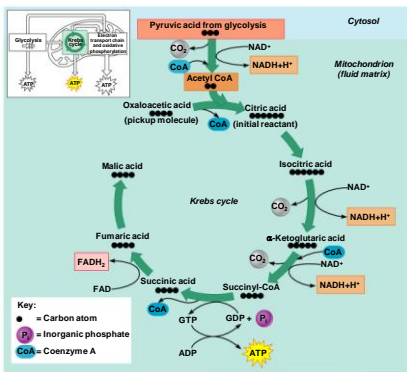 Glycolysis
Krebs
cycle
Electron
transport chain
and oxidative
phosphorylation
ATP
ATP
ATP
Cytosol
Pyruvic acid from glycolysis
CO2
NAD+
CoA
NADH+H+
Acetyl CoA
Mitochondrion
(fluid matrix)
Oxaloacetic acid
(pickup molecule)
CoA
Citric acid
(initial reactant)
Malic acid
Isocitric acid
NAD+
Krebs cycle
CO2
NADH+H+
Fumaric acid
α-Ketoglutaric acid
FADH2
CO2
CoA
NAD+
FAD
Succinic acid
Succinyl-CoA
NADH+H+
CoA
GTP
GDP + Pi
ADP
ATP
Key:
= Carbon atom
Pi = Inorganic phosphate
CoA = Coenzyme A